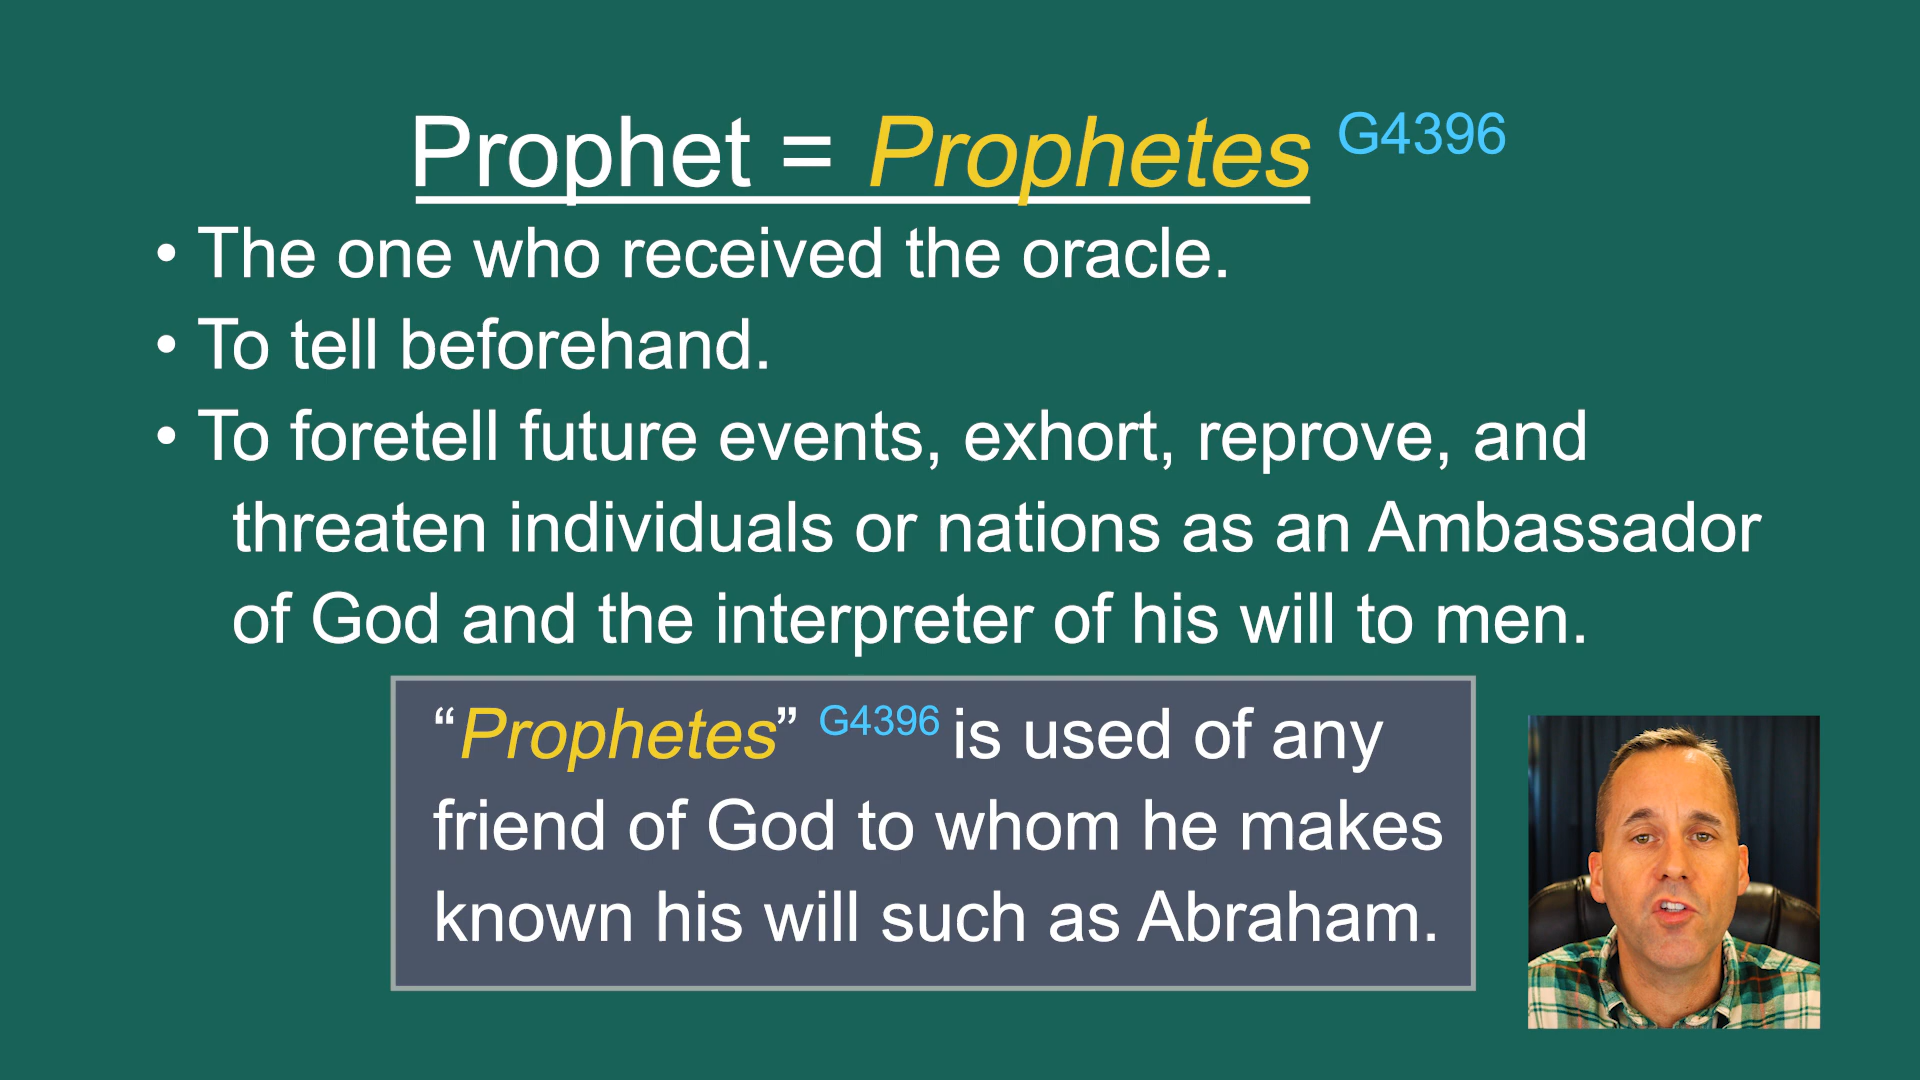 Prophet = Prophetes G4396
• The one who received the oracle.
• To tell beforehand.
• To foretell future events, exhort, reprove, and
threaten individuals or nations as an Ambassador
of God and the interpreter of his will to men.
“Prophetes” G4396 is used of any
friend of God to whom he makes
known his will such as Abraham.